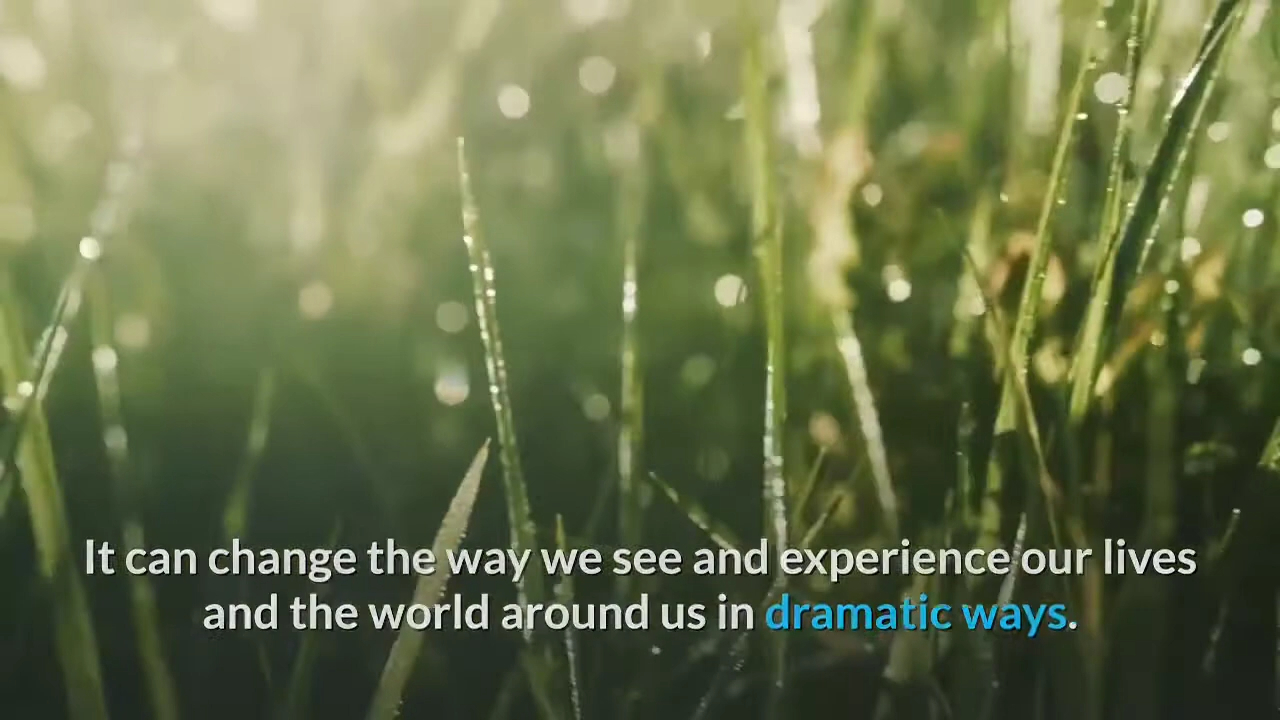 It can change the way we see and experience our lives
and the world around us in dramatic ways.